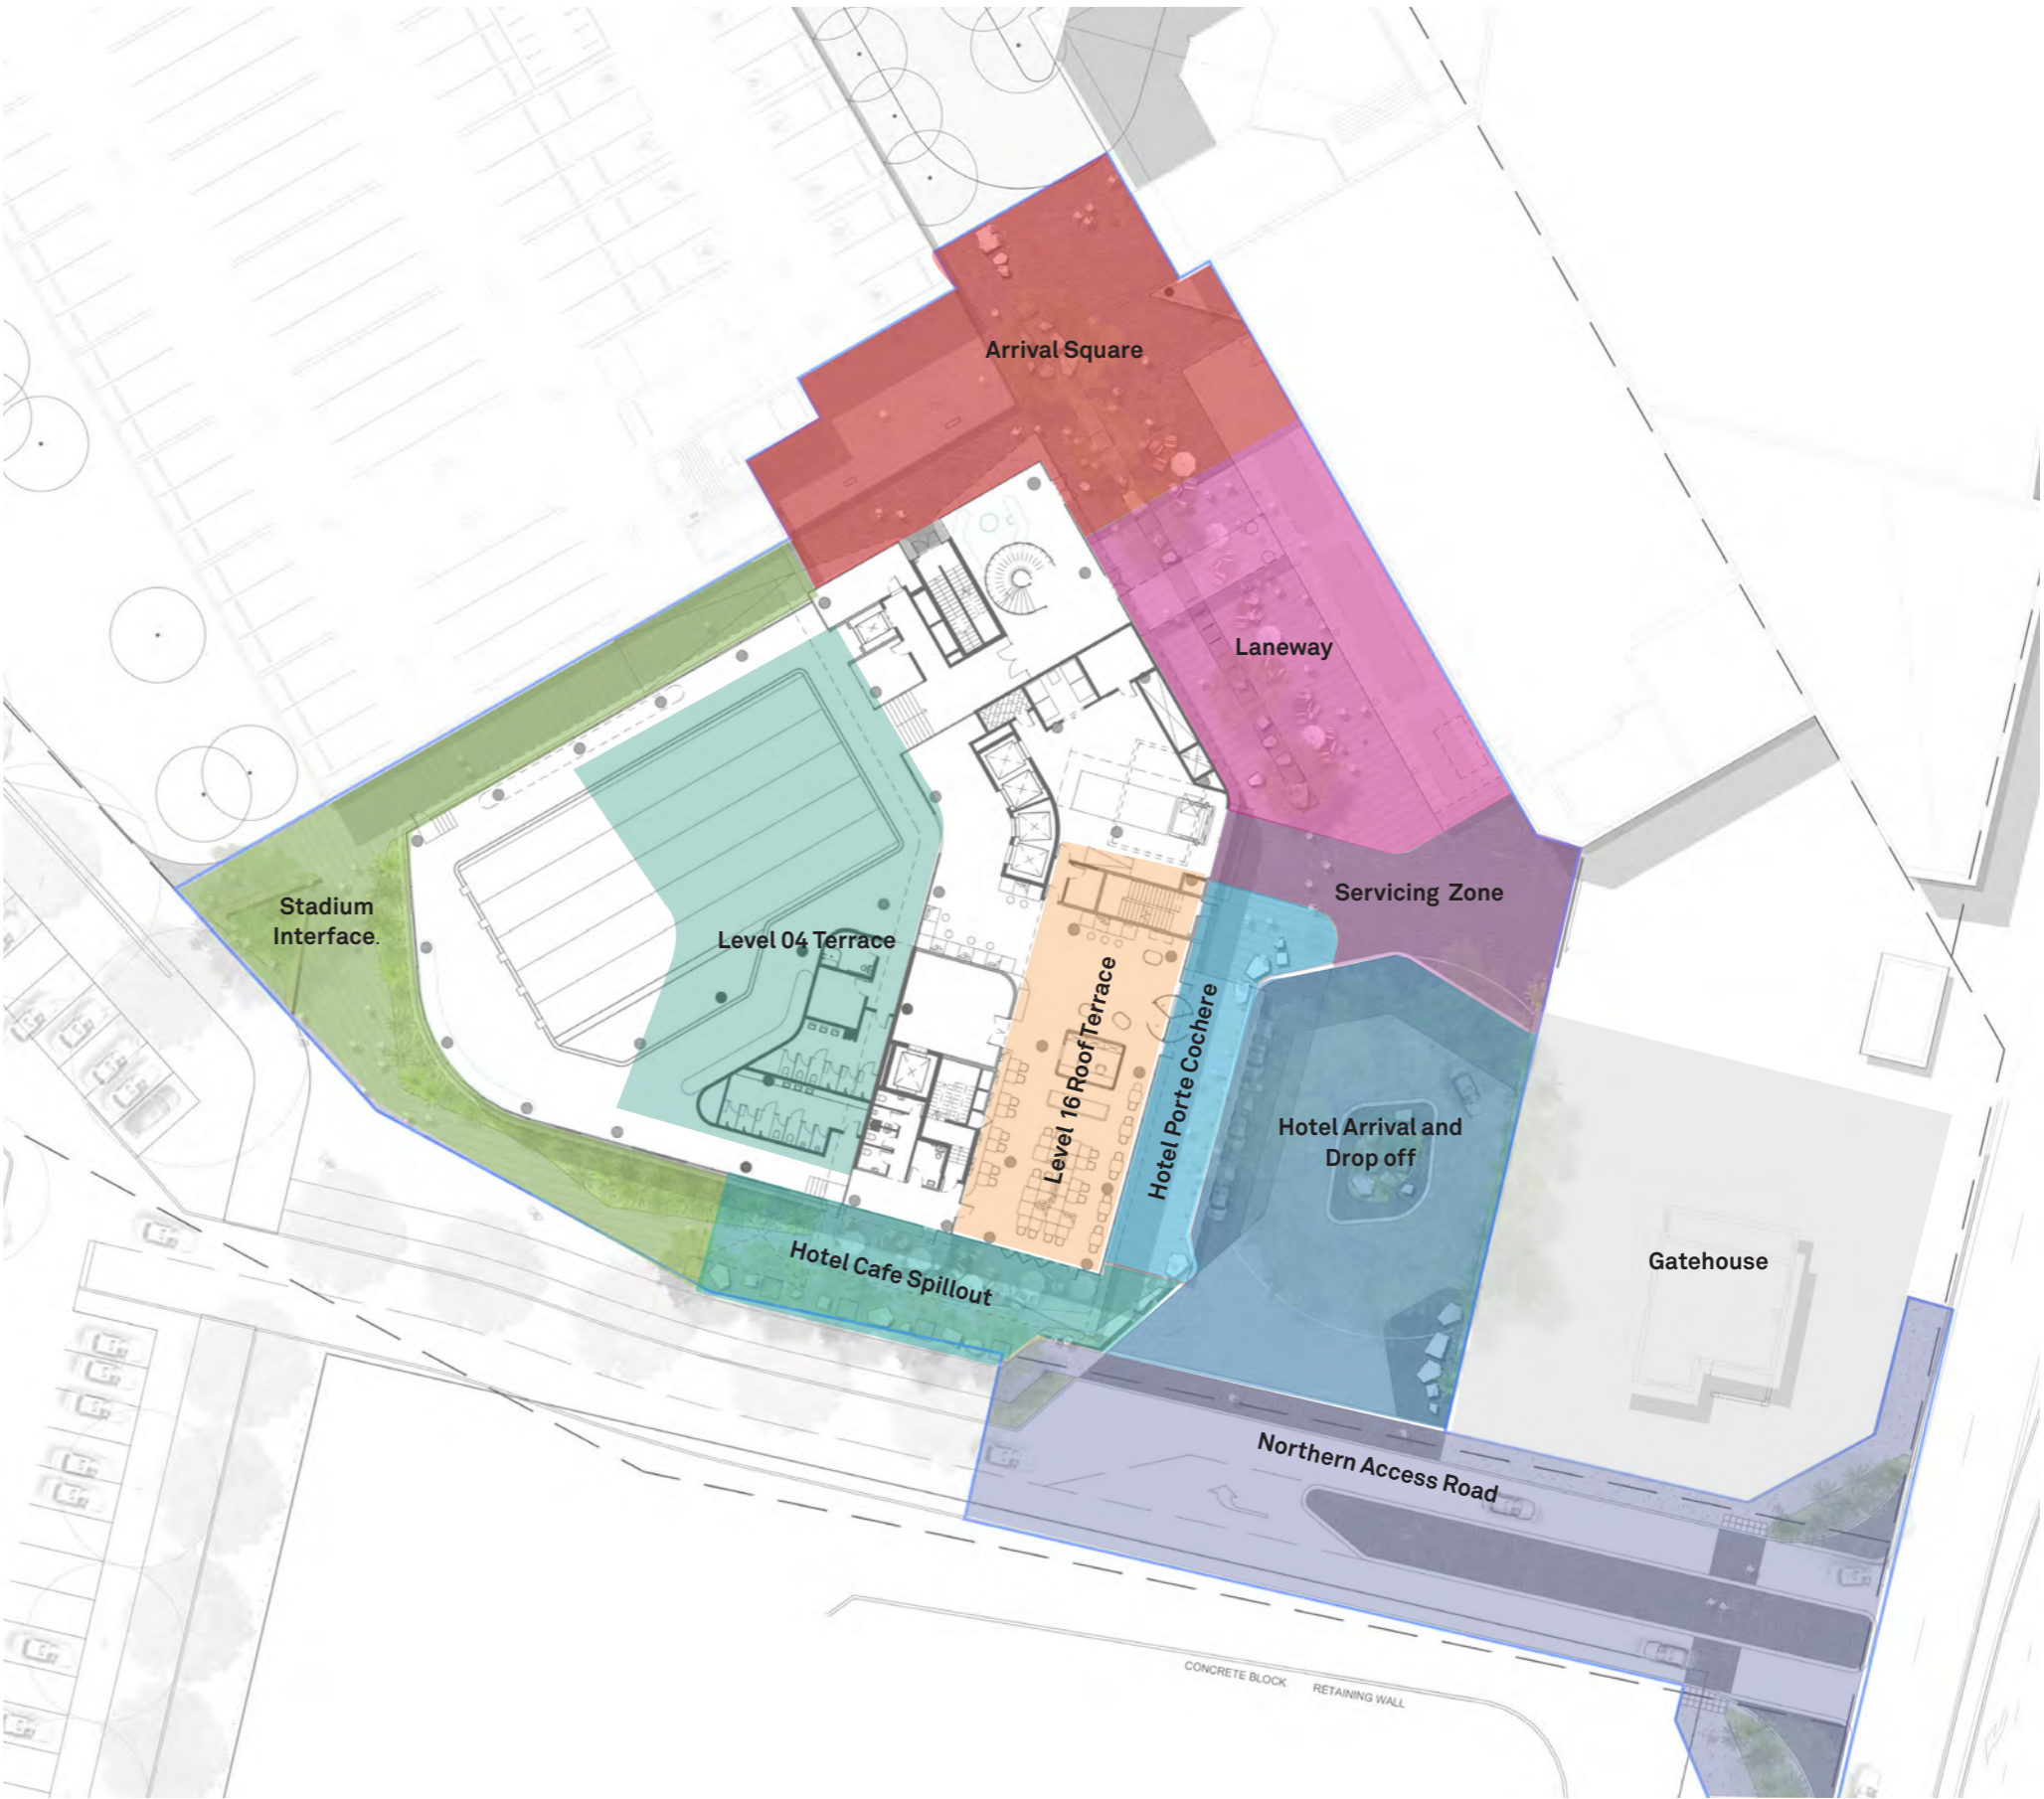 Arrival Square
Laneway
Servicing Zone
Stadium
Interface.
Level 04 Terrace
Level 16 Roof Terrace
Hotel Porte Cochere
Hotel Arrival and
Drop off
Hotel Cafe Spillout
Gatehouse
Northern Access Road
CONCRETE BLOCK
RETAINING WALL